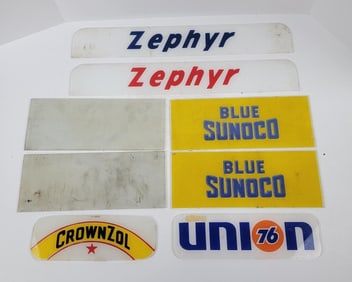 Zephyr
Zephyr
BLUE
SUNOCO
BLUE
SUNOCO
CROWNZOL
UNION 76